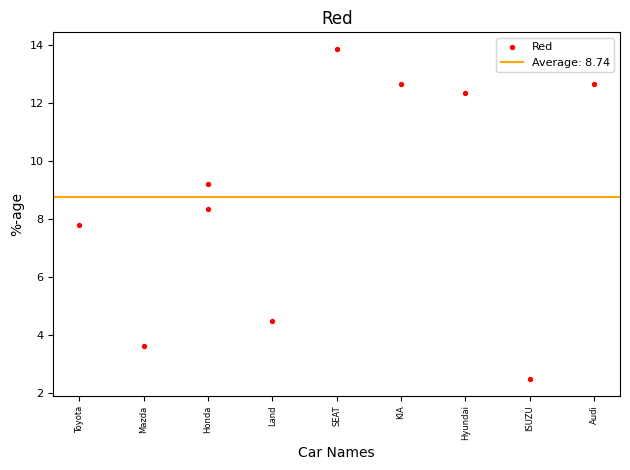 Red
Red
Average: 8.74
14
12
10
8
6
4
2
%-age
Toyota
Mazda
Honda
Land
SEAT
KIA
Hyundai
ISUZU
Audi
Car Names